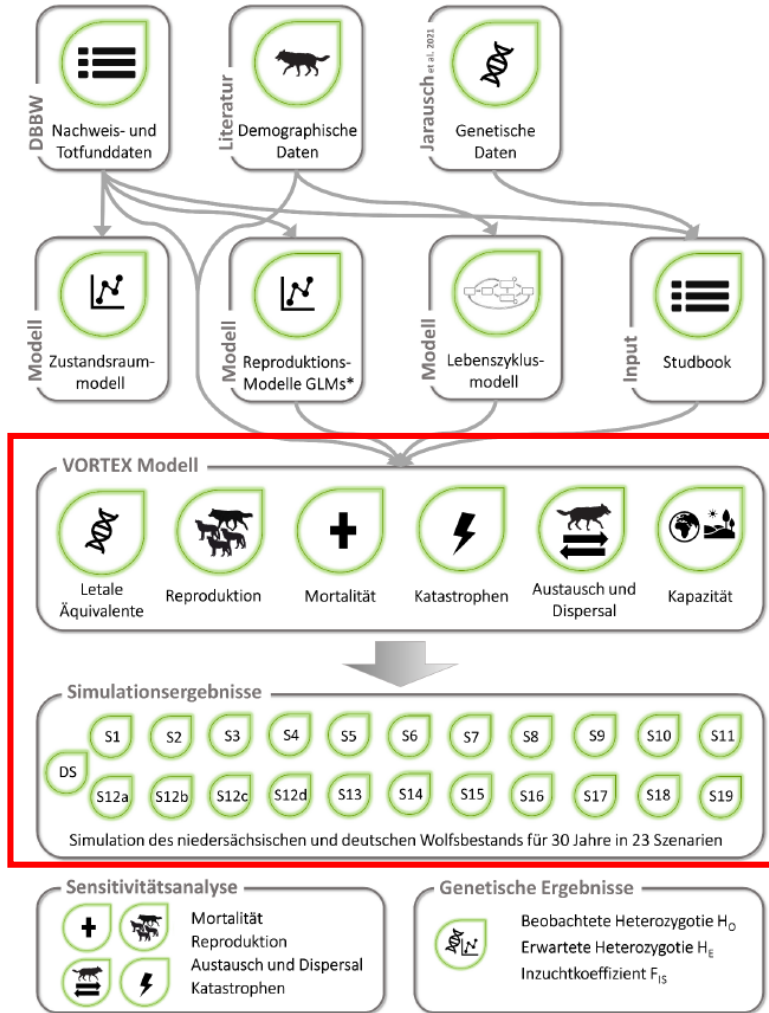 DBBW
Nachweis- und
Totfunddaten
Literatur
Demographische
Daten
Jarausch et al. 2021
Genetische
Daten
Modell
Zustandsraum-
modell
Modell
Reproduktions-
Modelle GLMs*
Modell
Lebenszyklus-
modell
Input
Studbook
VORTEX Modell
Letale
Äquivalente
Reproduktion
Mortalität
Katastrophen
Austausch und
Dispersal
Kapazität
Simulationsergebnisse
DS
S1 S2 S3 S4 S5 S6 S7 S8 S9 S10 S11
S12a S12b S12c S12d S13 S14 S15 S16 S17 S18 S19
Simulation des niedersächsischen und deutschen Wolfsbestands für 30 Jahre in 23 Szenarien
Sensitivitätsanalyse
Mortalität
Reproduktion
Austausch und Dispersal
Katastrophen
Genetische Ergebnisse
Beobachtete Heterozygotie HO
Erwartete Heterozygotie HE
Inzuchtkoeffizient FIS